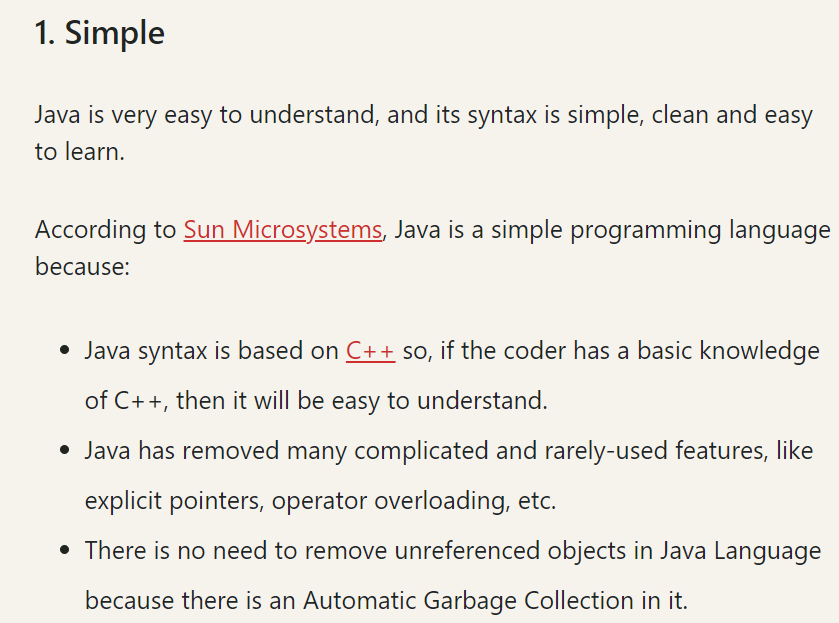 1. Simple
Java is very easy to understand, and its syntax is simple, clean and easy
to learn.
According to Sun Microsystems, Java is a simple programming language
because:
• Java syntax is based on C++ so, if the coder has a basic knowledge
of C++, then it will be easy to understand.
• Java has removed many complicated and rarely-used features, like
explicit pointers, operator overloading, etc.
• There is no need to remove unreferenced objects in Java Language
because there is an Automatic Garbage Collection in it.